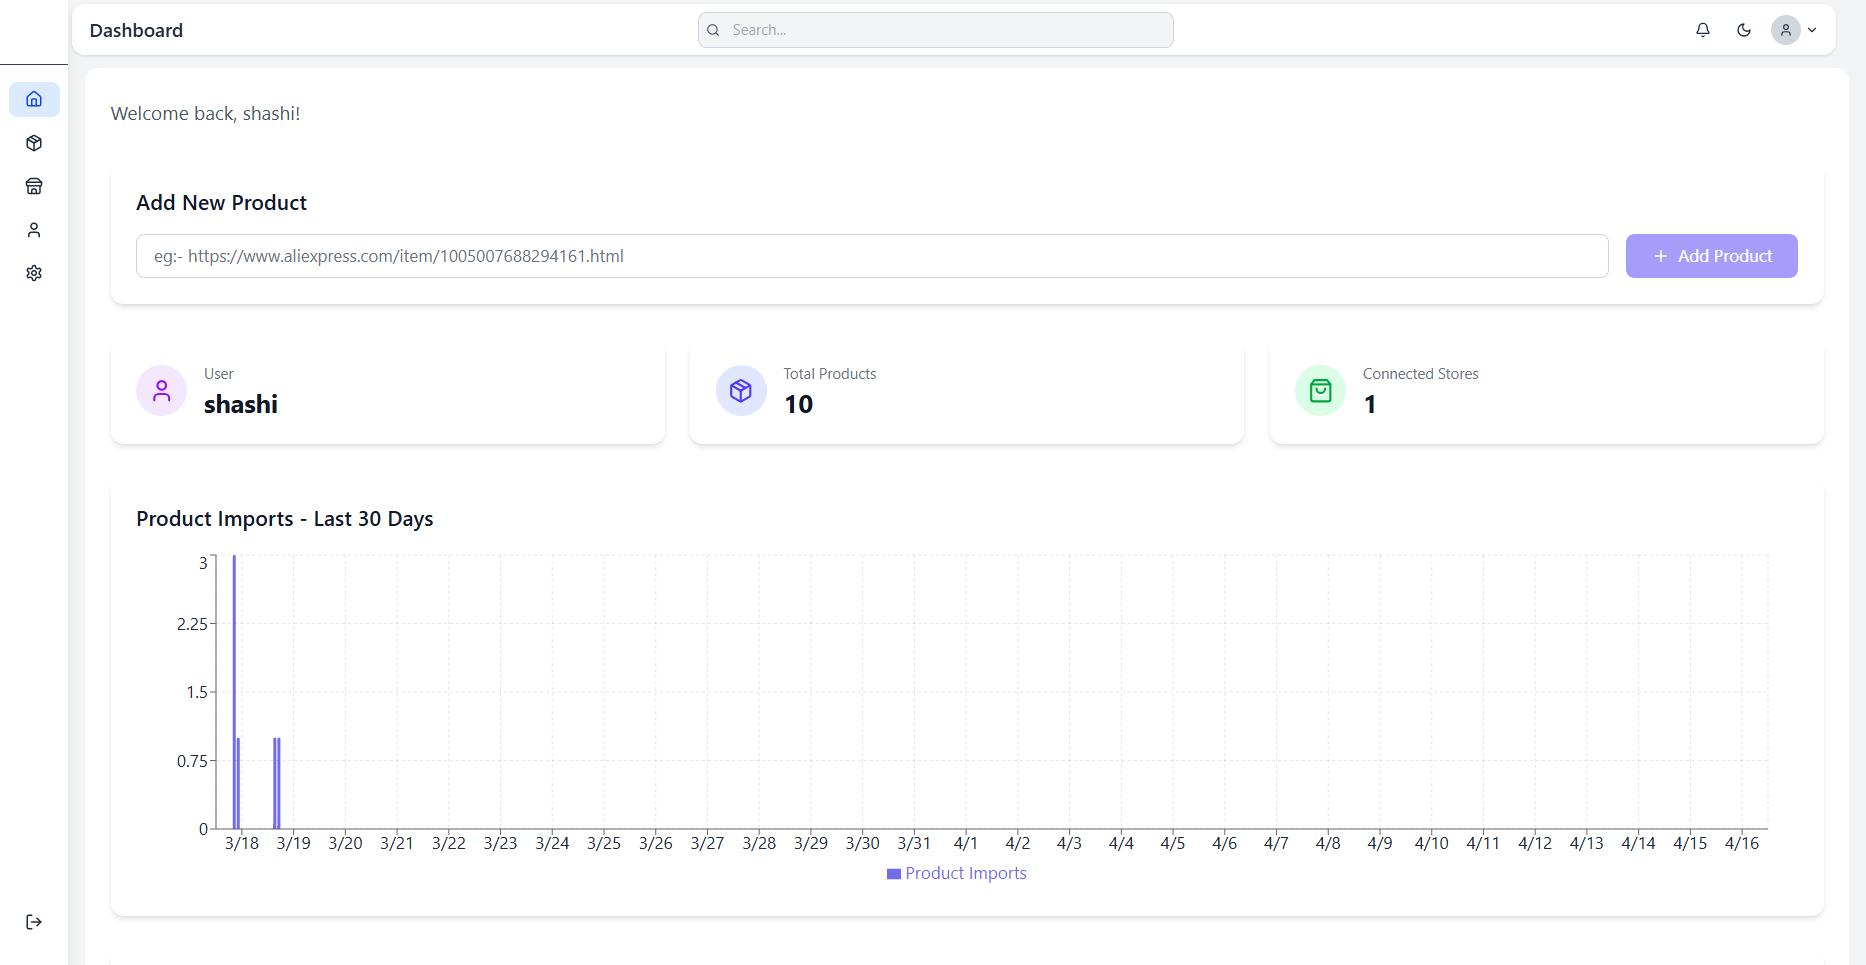 Dashboard
Search...
Welcome back, shashi!
Add New Product
eg:- https://www.aliexpress.com/item/1005007688294161.html
+ Add Product
User
shashi
Total Products
10
Connected Stores
1
Product Imports - Last 30 Days
3
2.25
1.5
0.75
0
3/18 3/19 3/20 3/21 3/22 3/23 3/24 3/25 3/26 3/27 3/28 3/29 3/30 3/31 4/1 4/2 4/3 4/4 4/5 4/6 4/7 4/8 4/9 4/10 4/11 4/12 4/13 4/14 4/15 4/16
Product Imports